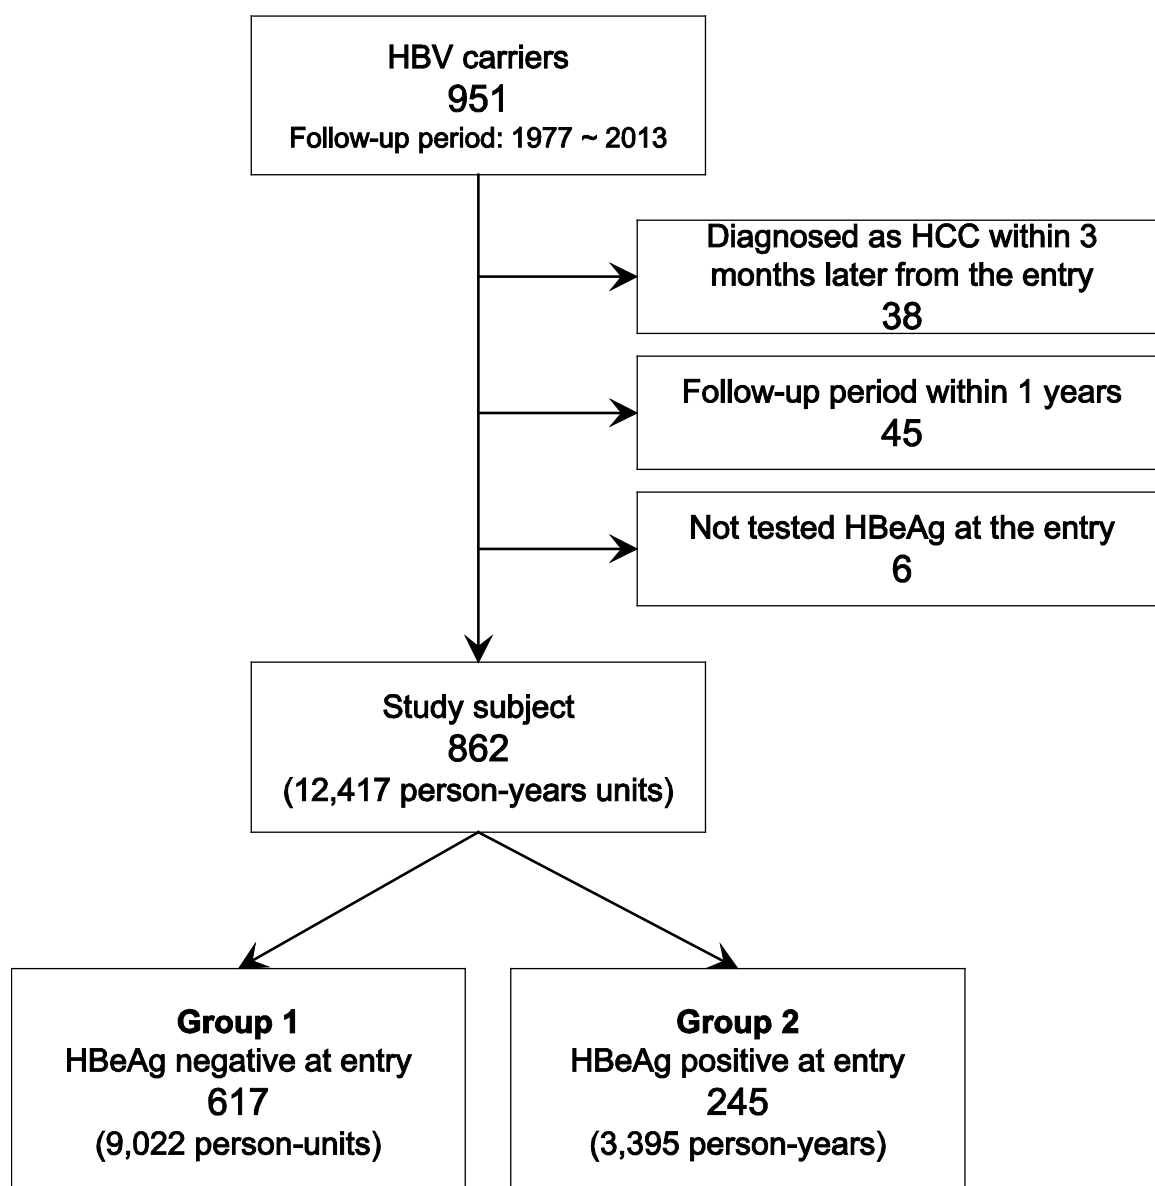 HBV carriers
951
Follow-up period: 1977 ~ 2013
Diagnosed as HCC within 3
months later from the entry
38
Follow-up period within 1 years
45
Not tested HBeAg at the entry
6
Study subject
862
(12,417 person-years units)
Group 1
HBeAg negative at entry
617
(9,022 person-units)
Group 2
HBeAg positive at entry
245
(3,395 person-years)